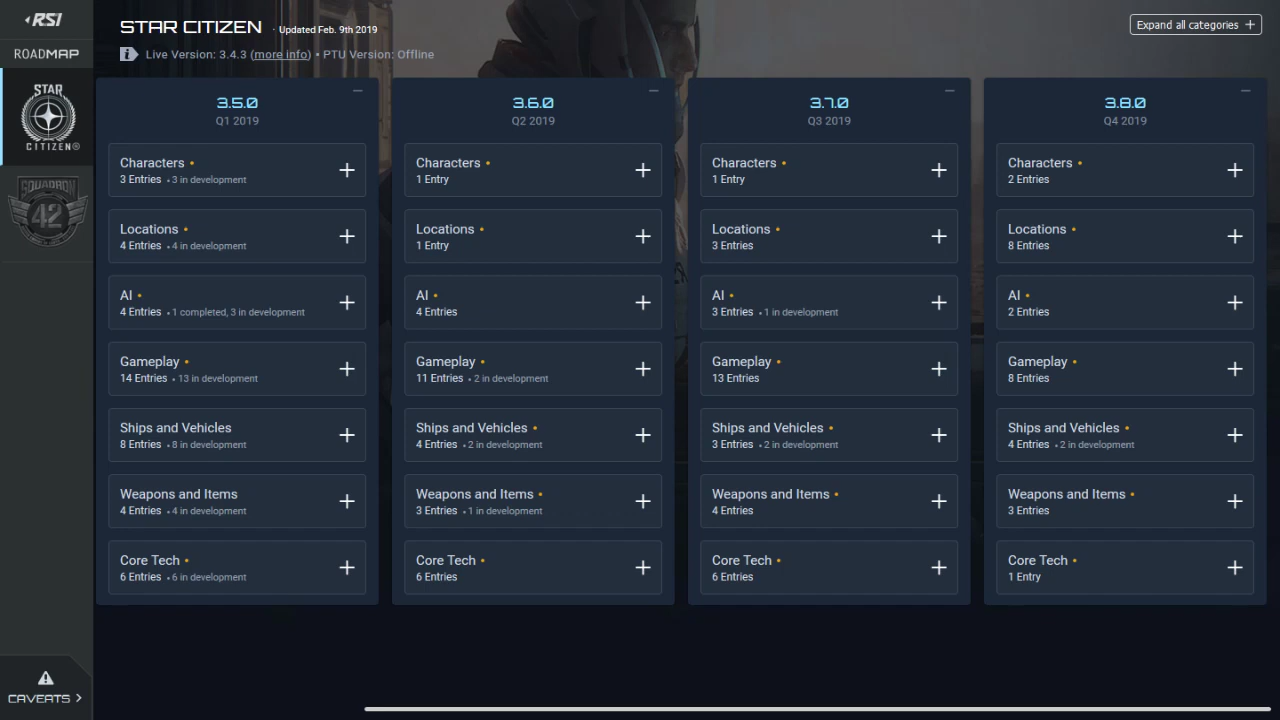 RSI
ROADMAP
STAR
CITIZEN®
SQUADRON
42
CAVEATS
STAR CITIZEN · Updated Feb. 9th 2019
Live Version: 3.4.3 (more info) • PTU Version: Offline
Expand all categories +
3.5.0
Q1 2019
Characters
3 Entries • 3 in development
Locations
4 Entries • 4 in development
AI
4 Entries • 1 completed, 3 in development
Gameplay
14 Entries • 13 in development
Ships and Vehicles
8 Entries • 8 in development
Weapons and Items
4 Entries • 4 in development
Core Tech
6 Entries • 6 in development
3.6.0
Q2 2019
Characters
1 Entry
Locations
1 Entry
AI
4 Entries
Gameplay
11 Entries • 2 in development
Ships and Vehicles
4 Entries • 2 in development
Weapons and Items
3 Entries • 1 in development
Core Tech
6 Entries
3.7.0
Q3 2019
Characters
1 Entry
Locations
3 Entries
AI
3 Entries • 1 in development
Gameplay
13 Entries
Ships and Vehicles
3 Entries • 2 in development
Weapons and Items
4 Entries
Core Tech
6 Entries
3.8.0
Q4 2019
Characters
2 Entries
Locations
8 Entries
AI
2 Entries
Gameplay
8 Entries
Ships and Vehicles
4 Entries • 2 in development
Weapons and Items
3 Entries
Core Tech
1 Entry